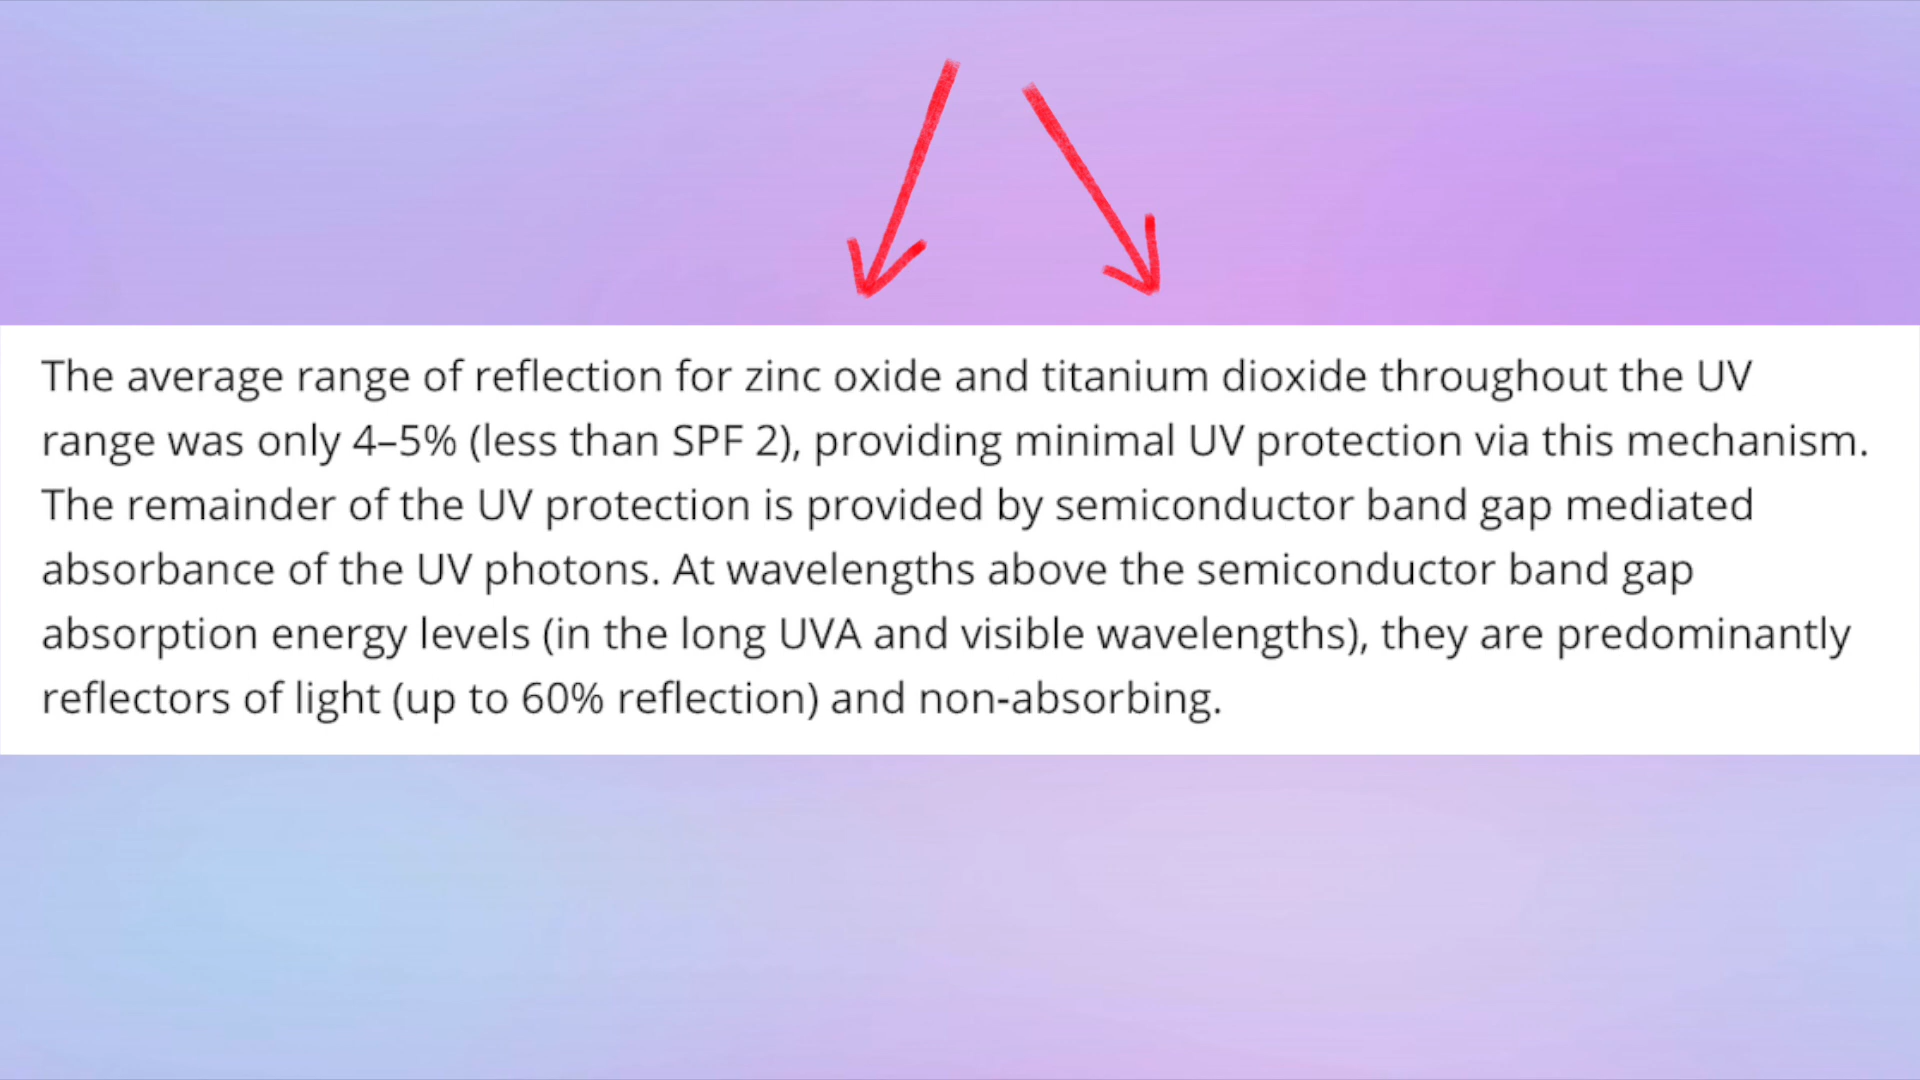 The average range of reflection for zinc oxide and titanium dioxide throughout the UV
range was only 4–5% (less than SPF 2), providing minimal UV protection via this mechanism.
The remainder of the UV protection is provided by semiconductor band gap mediated
absorbance of the UV photons. At wavelengths above the semiconductor band gap
absorption energy levels (in the long UVA and visible wavelengths), they are predominantly
reflectors of light (up to 60% reflection) and non-absorbing.